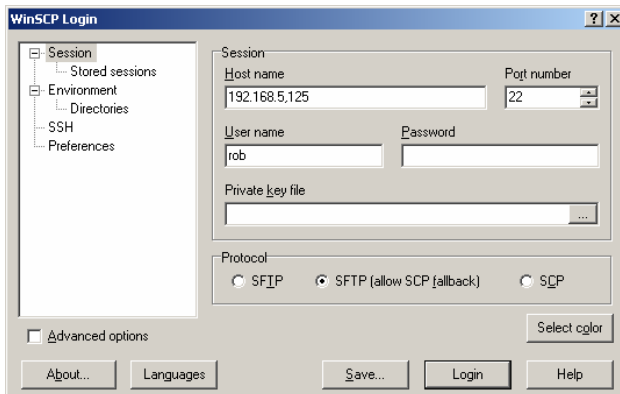 WinSCP Login
Session
Stored sessions
Environment
Directories
SSH
Preferences
Advanced options
Session
Host name
Port number
192.168.5,125
22
User name
Password
rob
Private key file
...
Protocol
SFTP
SFTP (allow SCP fallback)
SCP
Select color
About...
Languages
Save...
Login
Help